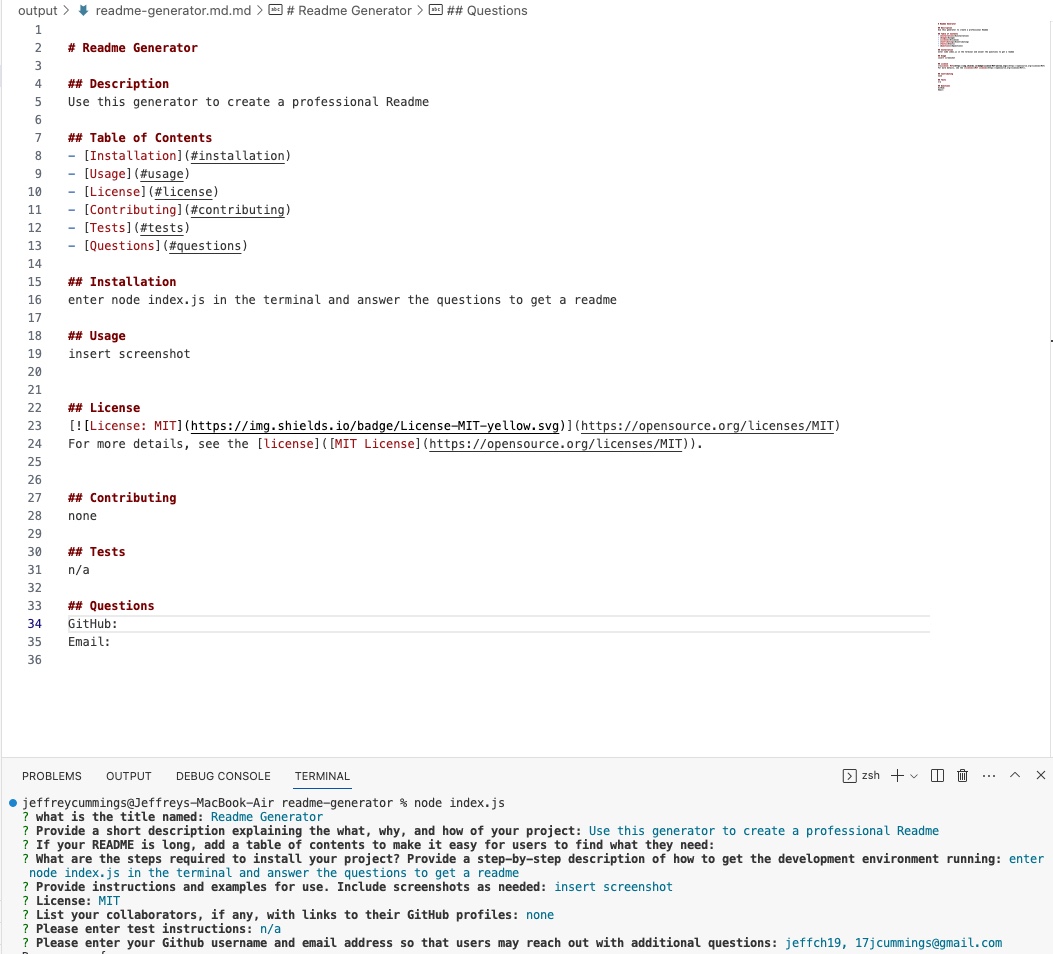 output > readme-generator.md.md > # Readme Generator > ## Questions
1
2 # Readme Generator
3
4 ## Description
5 Use this generator to create a professional Readme
6
7 ## Table of Contents
8 - [Installation](#installation)
9 - [Usage](#usage)
10 - [License](#license)
11 - [Contributing](#contributing)
12 - [Tests](#tests)
13 - [Questions](#questions)
14
15 ## Installation
16 enter node index.js in the terminal and answer the questions to get a readme
17
18 ## Usage
19 insert screenshot
20
21
22 ## License
23 [![License: MIT](https://img.shields.io/badge/License-MIT-yellow.svg)](https://opensource.org/licenses/MIT)
24 For more details, see the [license]([MIT License](https://opensource.org/licenses/MIT)).
25
26
27 ## Contributing
28 none
29
30 ## Tests
31 n/a
32
33 ## Questions
34 GitHub:
35 Email:
36
PROBLEMS OUTPUT DEBUG CONSOLE TERMINAL zsh
jeffreycummings@Jeffreys-MacBook-Air readme-generator % node index.js
? what is the title named: Readme Generator
? Provide a short description explaining the what, why, and how of your project: Use this generator to create a professional Readme
? If your README is long, add a table of contents to make it easy for users to find what they need:
? What are the steps required to install your project? Provide a step-by-step description of how to get the development environment running: enter
node index.js in the terminal and answer the questions to get a readme
? Provide instructions and examples for use. Include screenshots as needed: insert screenshot
? License: MIT
? List your collaborators, if any, with links to their GitHub profiles: none
? Please enter test instructions: n/a
? Please enter your Github username and email address so that users may reach out with additional questions: jeffch19, 17jcummings@gmail.com